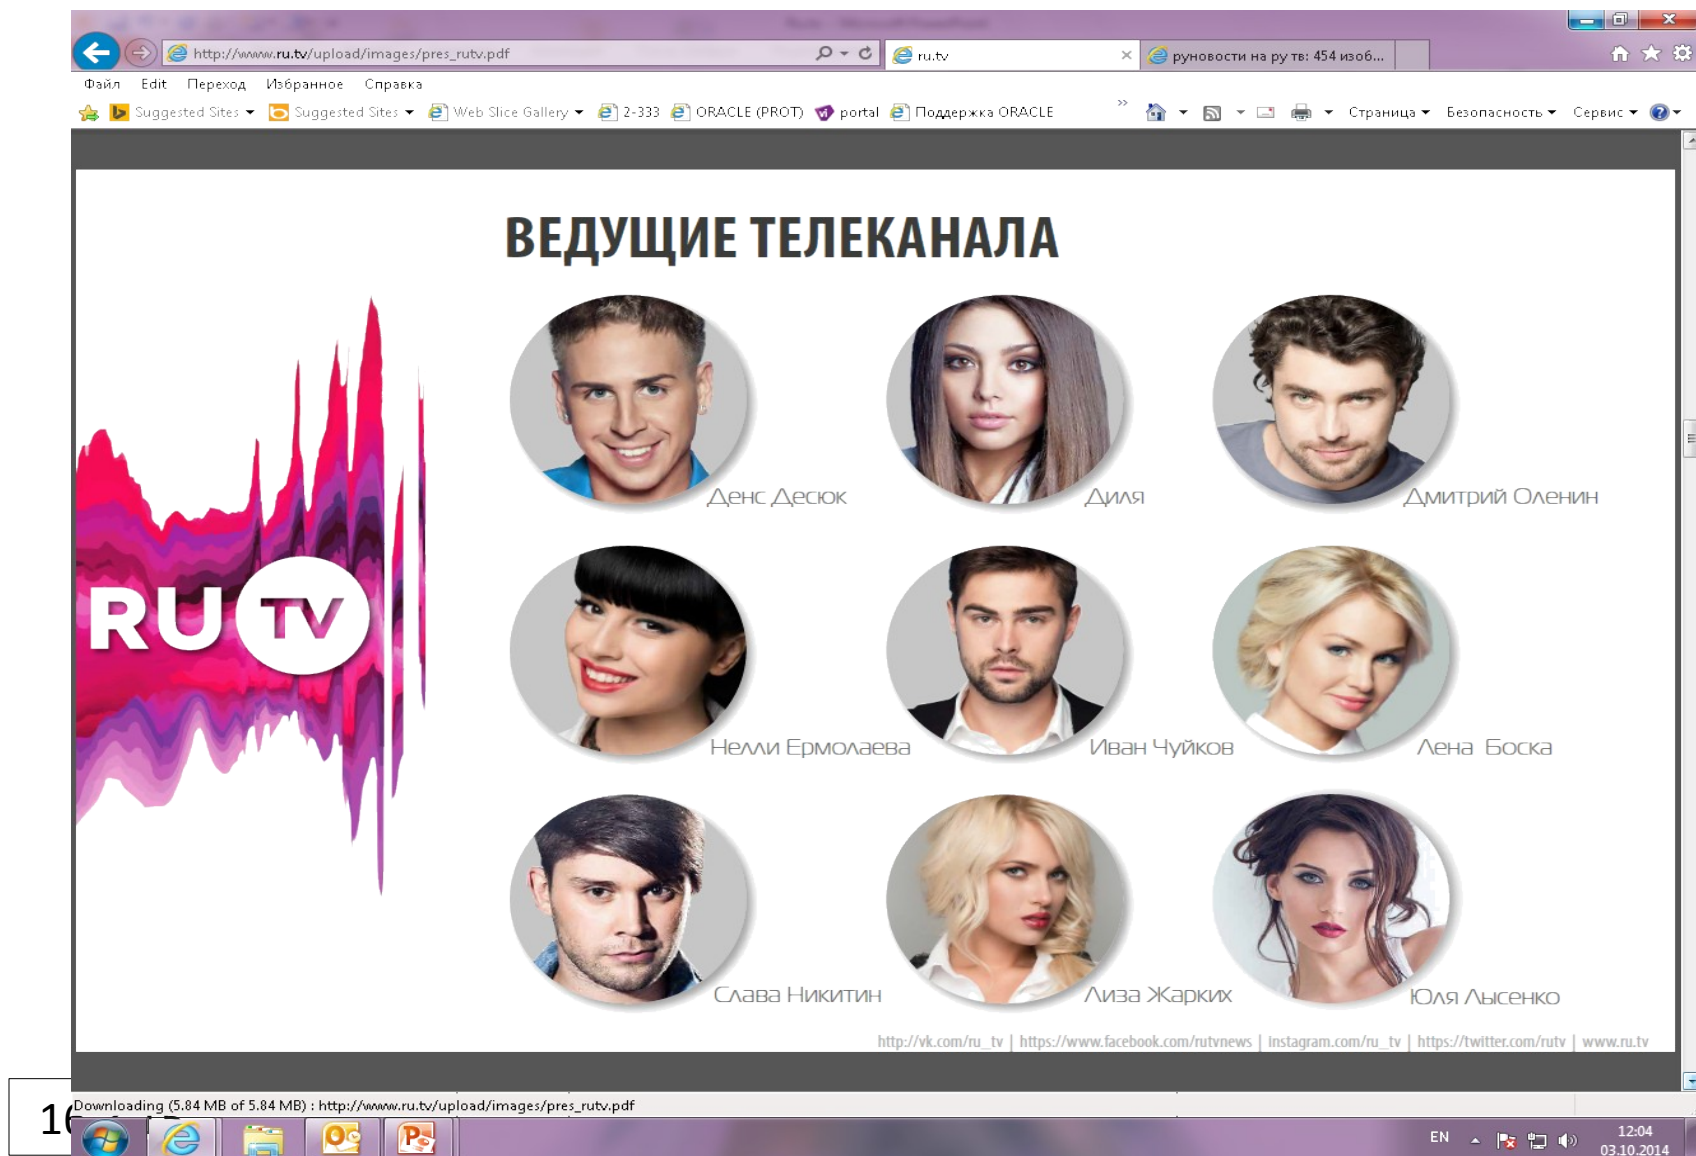 http://www.ru.tv/upload/images/pres_rutv.pdf
ru.tv
руновости на ру тв: 454 изоб...
Файл Edit Переход Избранное Справка
Suggested Sites Suggested Sites Web Slice Gallery 2-333 ORACLE (PROT) portal Поддержка ORACLE
Страница Безопасность Сервис
ВЕДУЩИЕ ТЕЛЕКАНАЛА
Денс Десюк Диля Дмитрий Оленин
RU TV
Нелли Ермолаева Иван Чуйков Лена Боска
Слава Никитин Лиза Жарких Юля Лысенко
http://vk.com/ru_tv | https://www.facebook.com/rutvnews | instagram.com/ru_tv | https://twitter.com/rutv | www.ru.tv
Downloading (5.84 MB of 5.84 MB) : http://www.ru.tv/upload/images/pres_rutv.pdf
EN 12:04
03.10.2014